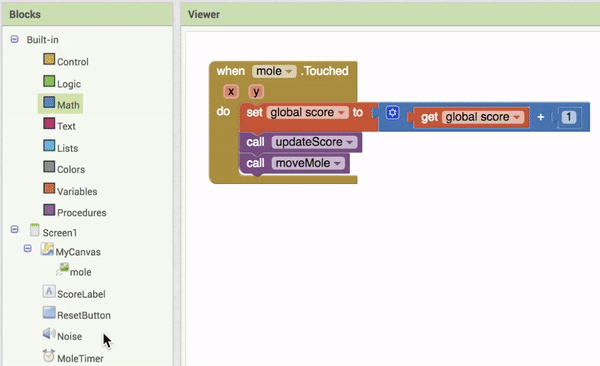 Blocks
Viewer
Built-in
Control
Logic
Math
Text
Lists
Colors
Variables
Procedures
Screen1
MyCanvas
mole
ScoreLabel
ResetButton
Noise
MoleTimer
when mole .Touched
x y
do set global score to get global score + 1
call updateScore
call moveMole